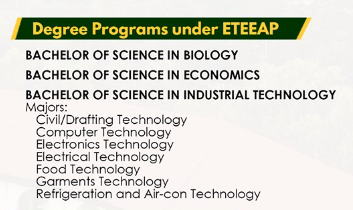 Degree Programs under ETEEAP
BACHELOR OF SCIENCE IN BIOLOGY
BACHELOR OF SCIENCE IN ECONOMICS
BACHELOR OF SCIENCE IN INDUSTRIAL TECHNOLOGY
Majors:
Civil/Drafting Technology
Computer Technology
Electronics Technology
Electrical Technology
Food Technology
Garments Technology
Refrigeration and Air-con Technology